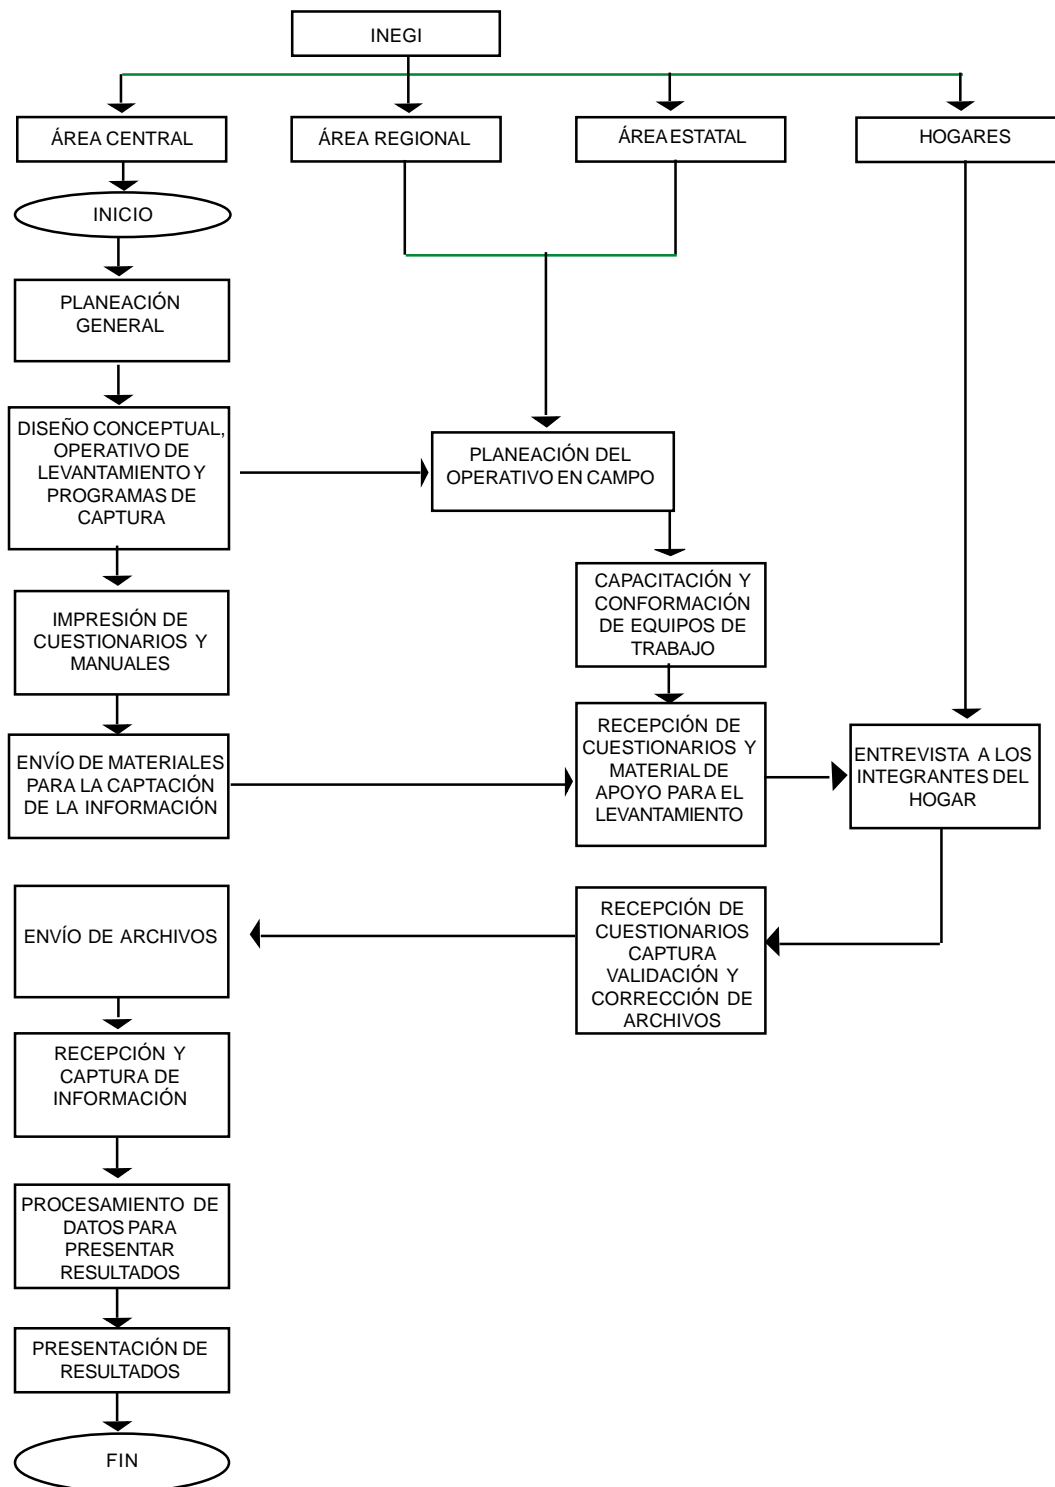 INEGI
ÁREA CENTRAL
ÁREA REGIONAL
ÁREA ESTATAL
HOGARES
INICIO
PLANEACIÓN
GENERAL
DISEÑO CONCEPTUAL,
OPERATIVO DE
LEVANTAMIENTO Y
PROGRAMAS DE
CAPTURA
PLANEACIÓN DEL
OPERATIVO EN CAMPO
CAPACITACIÓN Y
CONFORMACIÓN
DE EQUIPOS DE
TRABAJO
IMPRESIÓN DE
CUESTIONARIOS Y
MANUALES
ENVÍO DE MATERIALES
PARA LA CAPTACIÓN
DE LA INFORMACIÓN
RECEPCIÓN DE
CUESTIONARIOS Y
MATERIAL DE
APOYO PARA EL
LEVANTAMIENTO
ENTREVISTA A LOS
INTEGRANTES DEL
HOGAR
RECEPCIÓN DE
CUESTIONARIOS
CAPTURA
VALIDACIÓN Y
CORRECCIÓN DE
ARCHIVOS
ENVÍO DE ARCHIVOS
RECEPCIÓN Y
CAPTURA DE
INFORMACIÓN
PROCESAMIENTO DE
DATOS PARA
PRESENTAR
RESULTADOS
PRESENTACIÓN DE
RESULTADOS
FIN